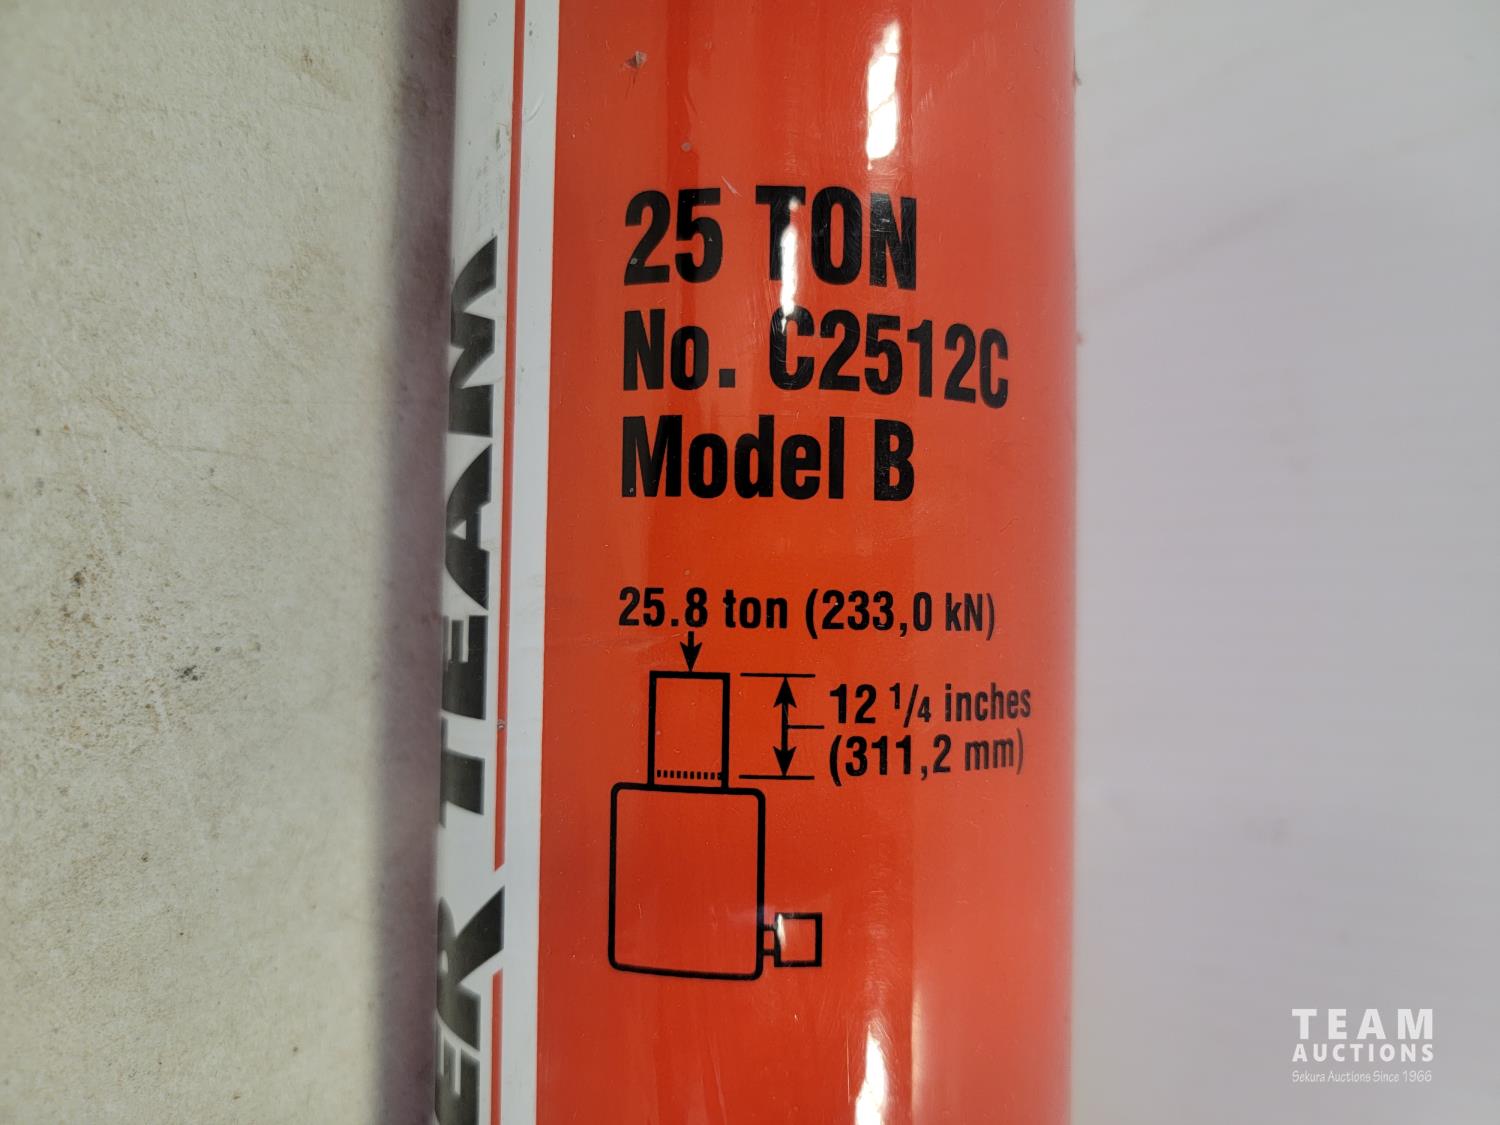 25 TON
No. C2512C
Model B
25.8 ton (233,0 kN)
12 1/4 inches
(311,2 mm)
ER TEAM
TEAM
AUCTIONS
Sekura Auctions Since 1966